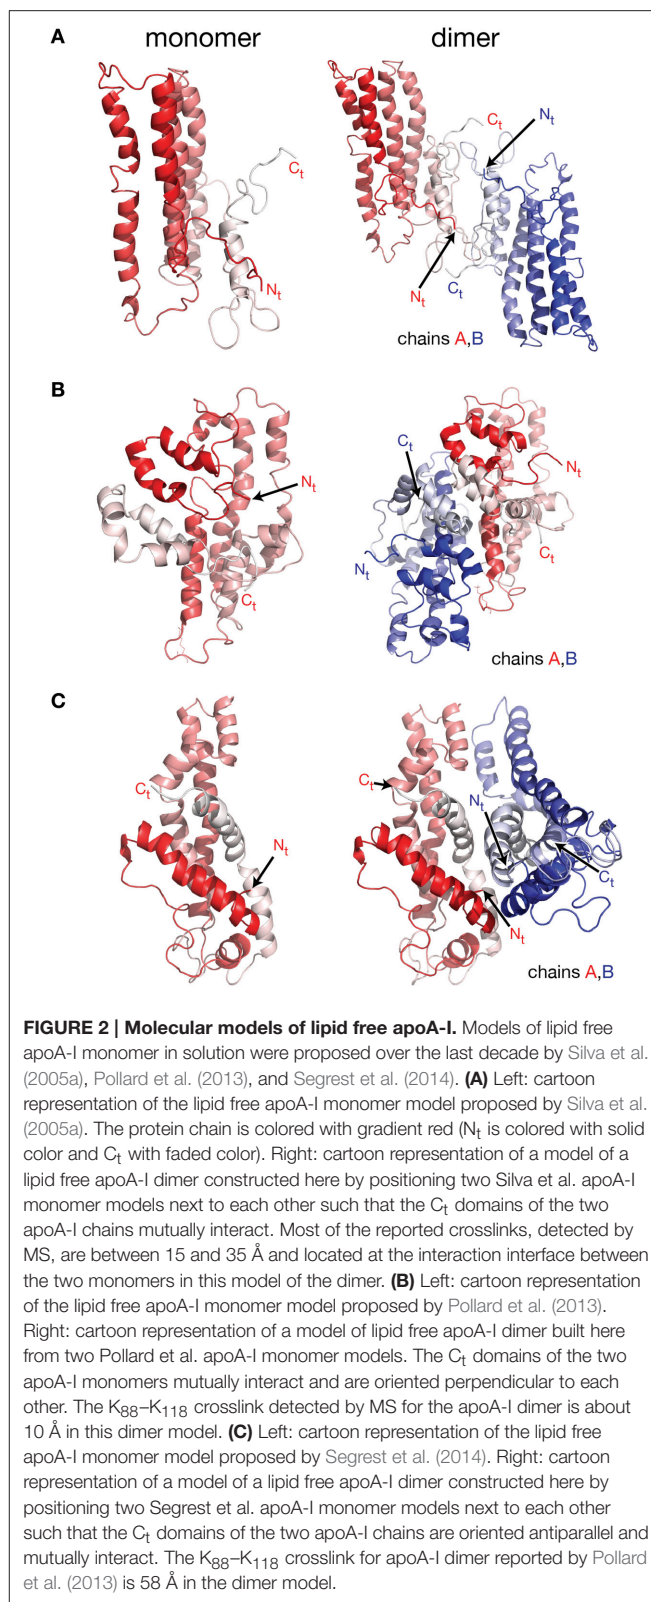 A
monomer
dimer
Cₜ
Nₜ
Cₜ
Nₜ
Nₜ
Cₜ
chains A,B
B
Nₜ
Cₜ
Cₜ
Nₜ
Nₜ
Cₜ
chains A,B
C
Cₜ
Nₜ
Cₜ
Nₜ
Cₜ
Nₜ
chains A,B
FIGURE 2 | Molecular models of lipid free apoA-I. Models of lipid free
apoA-I monomer in solution were proposed over the last decade by Silva et al.
(2005a), Pollard et al. (2013), and Segrest et al. (2014). (A) Left: cartoon
representation of the lipid free apoA-I monomer model proposed by Silva et al.
(2005a). The protein chain is colored with gradient red (Nₜ is colored with solid
color and Cₜ with faded color). Right: cartoon representation of a model of a
lipid free apoA-I dimer constructed here by positioning two Silva et al. apoA-I
monomer models next to each other such that the Cₜ domains of the two
apoA-I chains mutually interact. Most of the reported crosslinks, detected by
MS, are between 15 and 35 Å and located at the interaction interface between
the two monomers in this model of the dimer. (B) Left: cartoon representation
of the lipid free apoA-I monomer model proposed by Pollard et al. (2013).
Right: cartoon representation of a model of lipid free apoA-I dimer built here
from two Pollard et al. apoA-I monomer models. The Cₜ domains of the two
apoA-I monomers mutually interact and are oriented perpendicular to each
other. The K₈₈–K₁₁₈ crosslink detected by MS for the apoA-I dimer is about
10 Å in this dimer model. (C) Left: cartoon representation of the lipid free
apoA-I monomer model proposed by Segrest et al. (2014). Right: cartoon
representation of a model of a lipid free apoA-I dimer constructed here by
positioning two Segrest et al. apoA-I monomer models next to each other
such that the Cₜ domains of the two apoA-I chains are oriented antiparallel and
mutually interact. The K₈₈–K₁₁₈ crosslink for apoA-I dimer reported by Pollard
et al. (2013) is 58 Å in the dimer model.